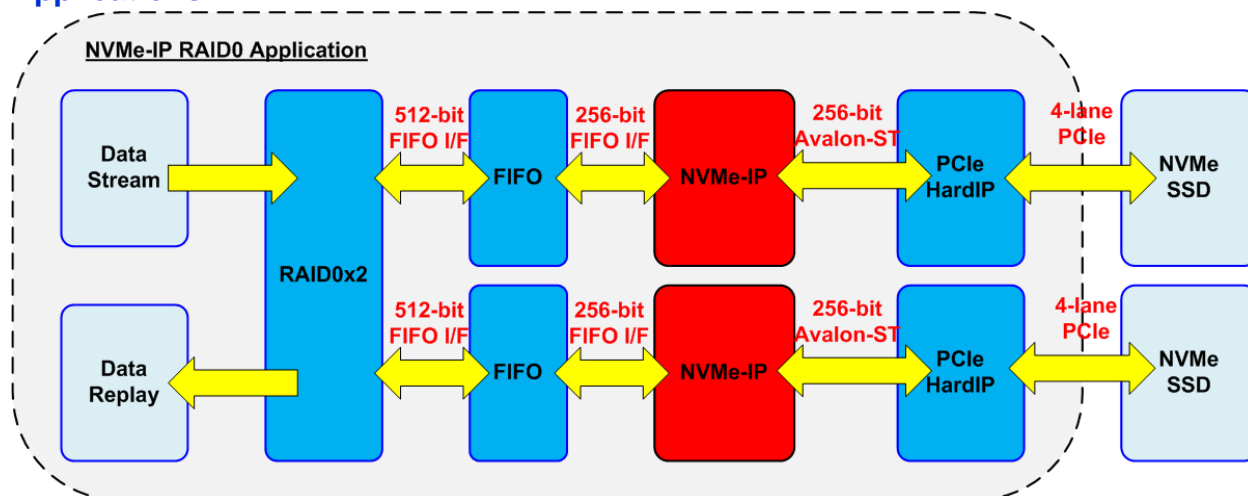 NVMe-IP RAID0 Application
Data
Stream
RAID0x2
512-bit
FIFO I/F
FIFO
256-bit
FIFO I/F
NVMe-IP
256-bit
Avalon-ST
PCIe
HardIP
4-lane
PCIe
NVMe
SSD
Data
Replay
512-bit
FIFO I/F
FIFO
256-bit
FIFO I/F
NVMe-IP
256-bit
Avalon-ST
PCIe
HardIP
4-lane
PCIe
NVMe
SSD